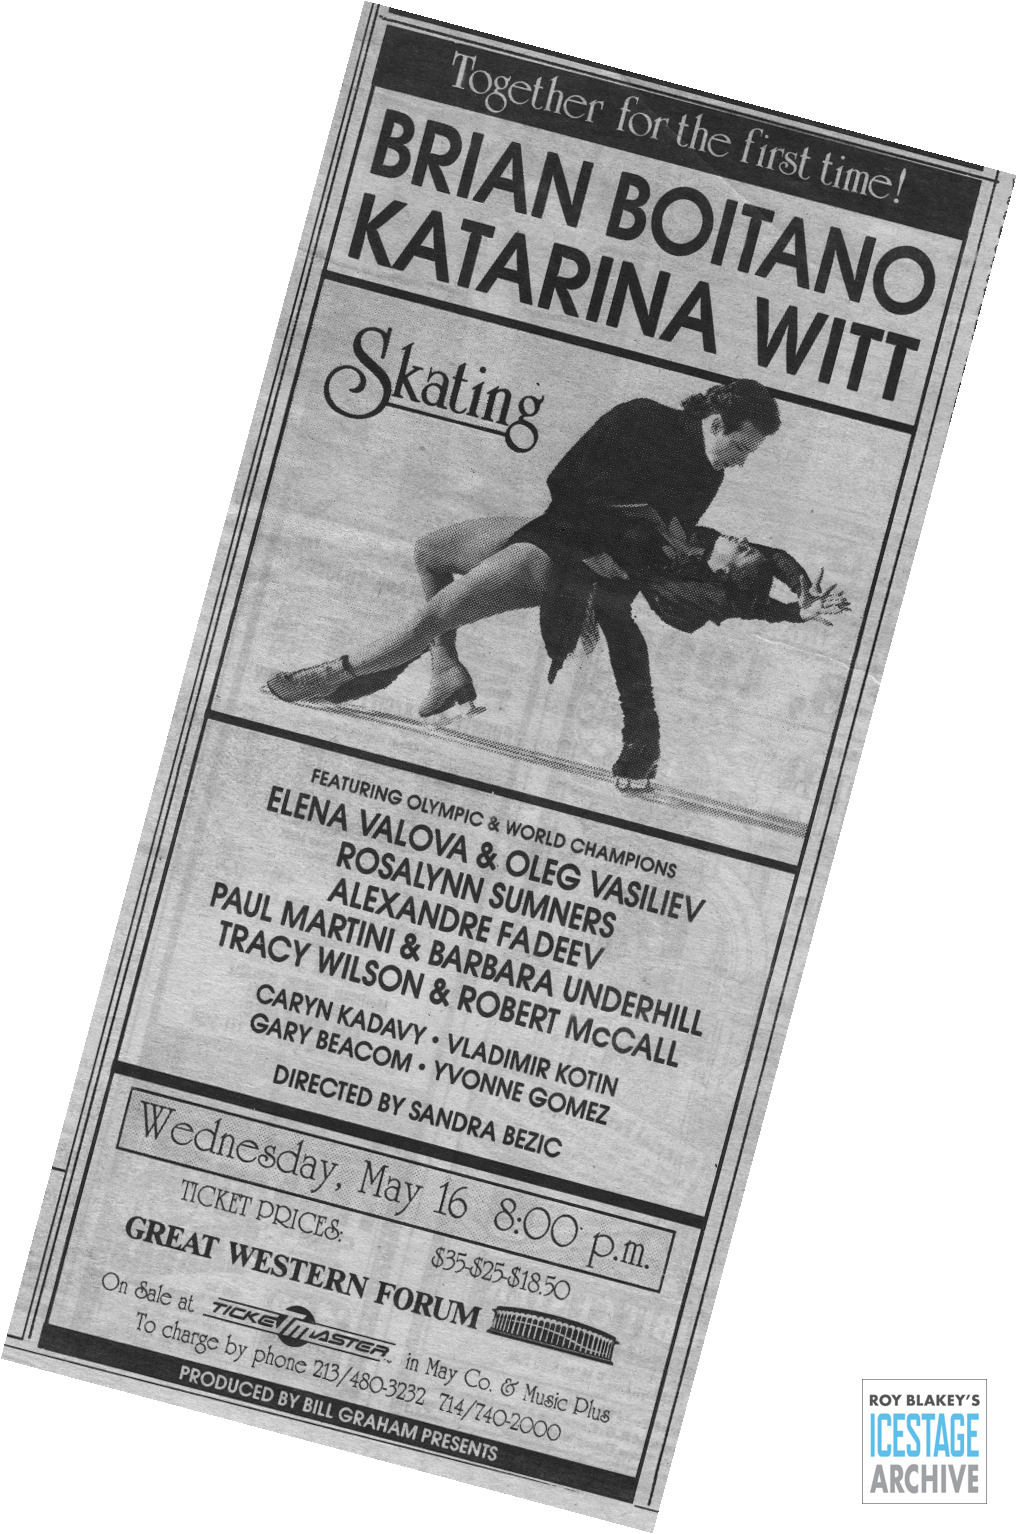 Together for the first time!
BRIAN BOITANO
KATARINA WITT
Skating
FEATURING OLYMPIC & WORLD CHAMPIONS
ELENA VALOVA & OLEG VASILIEV
ROSALYNN SUMNERS
ALEXANDRE FADEEV
PAUL MARTINI & BARBARA UNDERHILL
TRACY WILSON & ROBERT McCALL
CARYN KADAVY • VLADIMIR KOTIN
GARY BEACOM • YVONNE GOMEZ
DIRECTED BY SANDRA BEZIC
Wednesday, May 16 8:00 p.m.
TICKET PRICES: $35-$25-$18.50
GREAT WESTERN FORUM
On Sale at TICKETMASTER in May Co. & Music Plus
To charge by phone 213/480-3232 714/740-2000
PRODUCED BY BILL GRAHAM PRESENTS
ROY BLAKEY'S
ICESTAGE
ARCHIVE